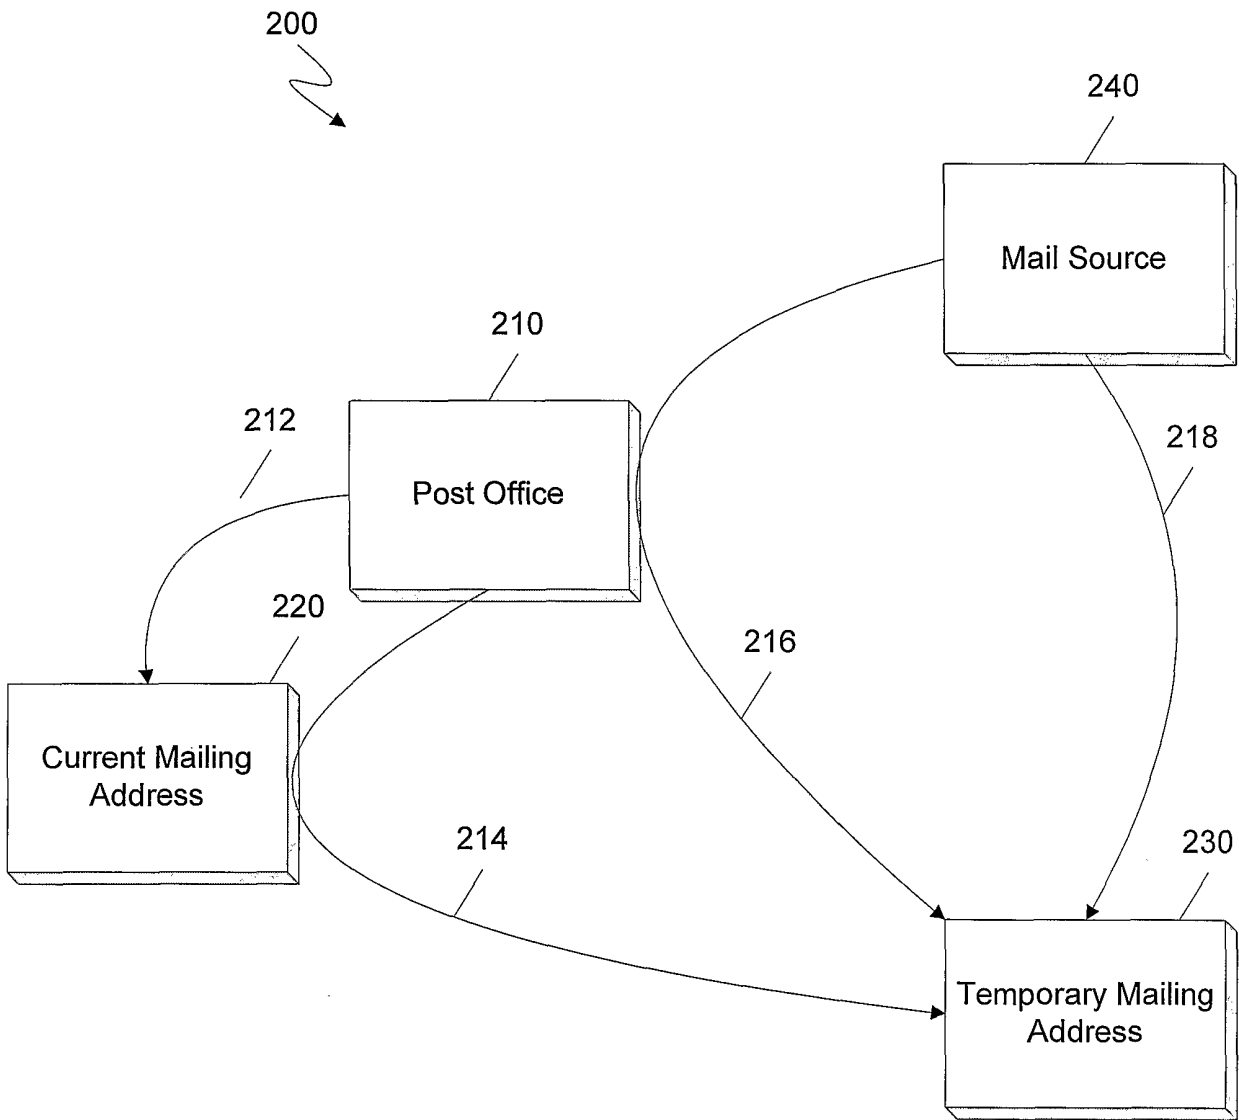 200
240
Mail Source
210
212
Post Office
218
220
216
Current Mailing
Address
214
230
Temporary Mailing
Address